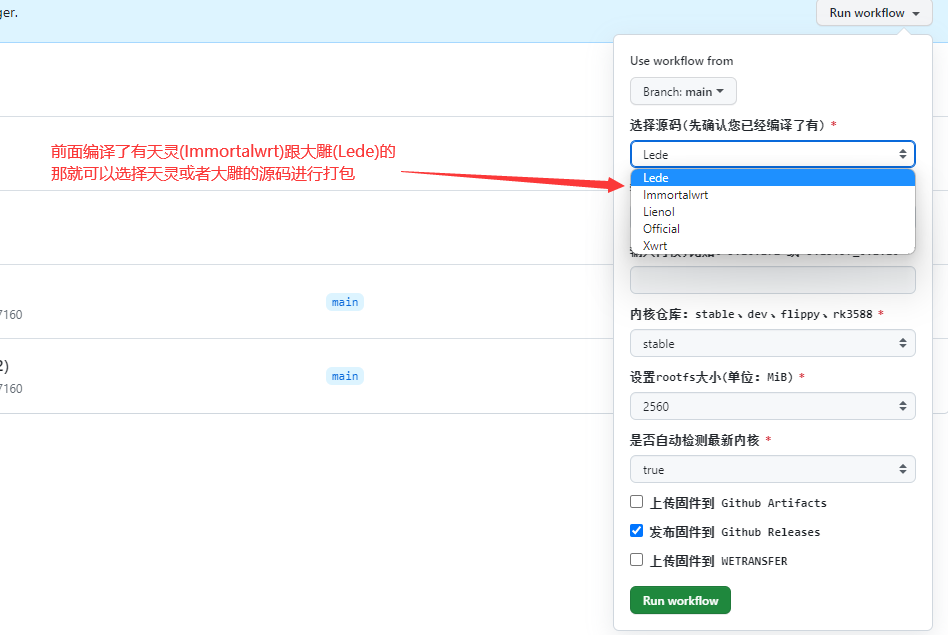 ger.
Run workflow
Use workflow from
Branch: main
选择源码(先确认您已经编译了有) *
Lede
前面编译了有天灵(Immortalwrt)跟大雕(Lede)的
那就可以选择天灵或者大雕的源码进行打包
Lede
Immortalwrt
Lienol
Official
Xwrt
main
7160
内核仓库: stable、dev、flippy、rk3588 *
stable
2)
main
7160
设置rootfs大小(单位: MiB) *
2560
是否自动检测最新内核 *
true
上传固件到 Github Artifacts
发布固件到 Github Releases
上传固件到 WETRANSFER
Run workflow